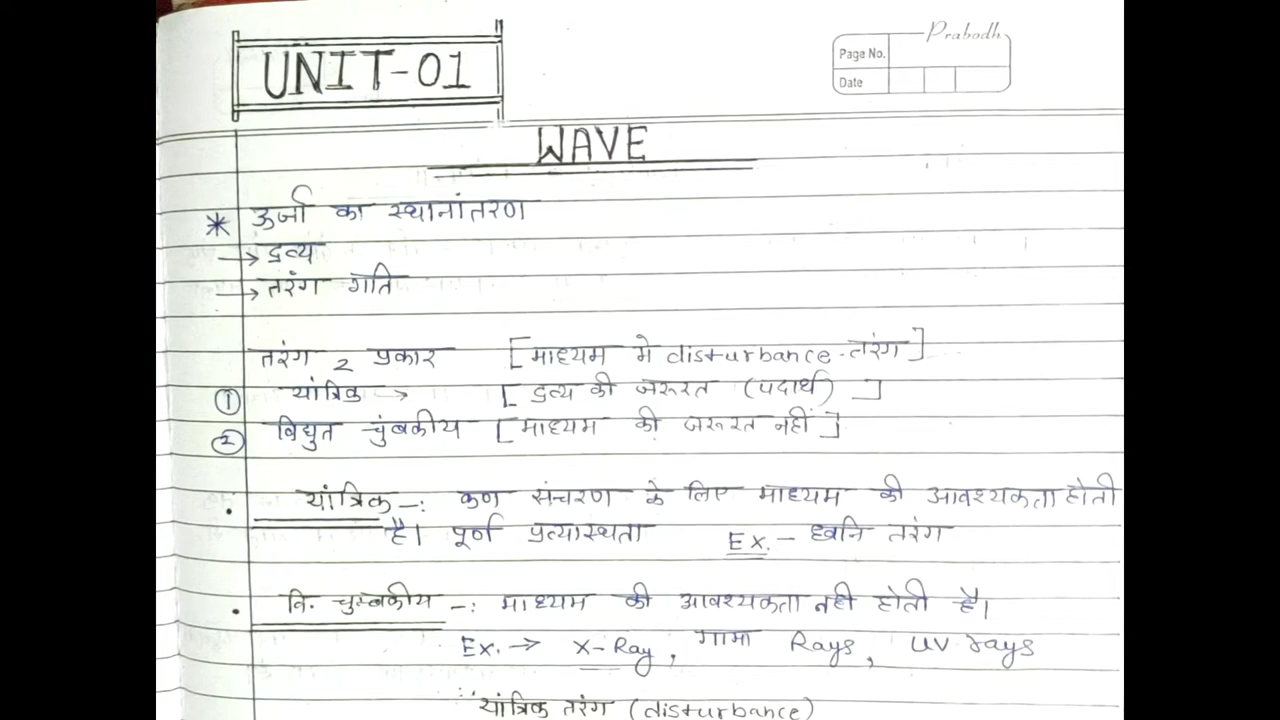 Prabodh
Page No.
Date
UNIT-01
WAVE
* ऊर्जा का स्थानांतरण
→ द्रव्य
→ तरंग गति
तरंग 2 प्रकार [माध्यम मे disturbance-तरंग]
① यांत्रिक → [द्रव्य की जरूरत (पदार्थ)]
② विधुत चुंबकीय [माध्यम की जरूरत नहीं]
• यांत्रिक -: कण संचरण के लिए माध्यम की आवश्यकता होती
है। पूर्ण प्रत्यास्थता Ex.- ध्वनि तरंग
• वि. चुम्बकीय -: माध्यम की आवश्यकता नही होती है।
Ex. → X-Ray, गामा Rays, UV rays
यांत्रिक तरंग (disturbance)